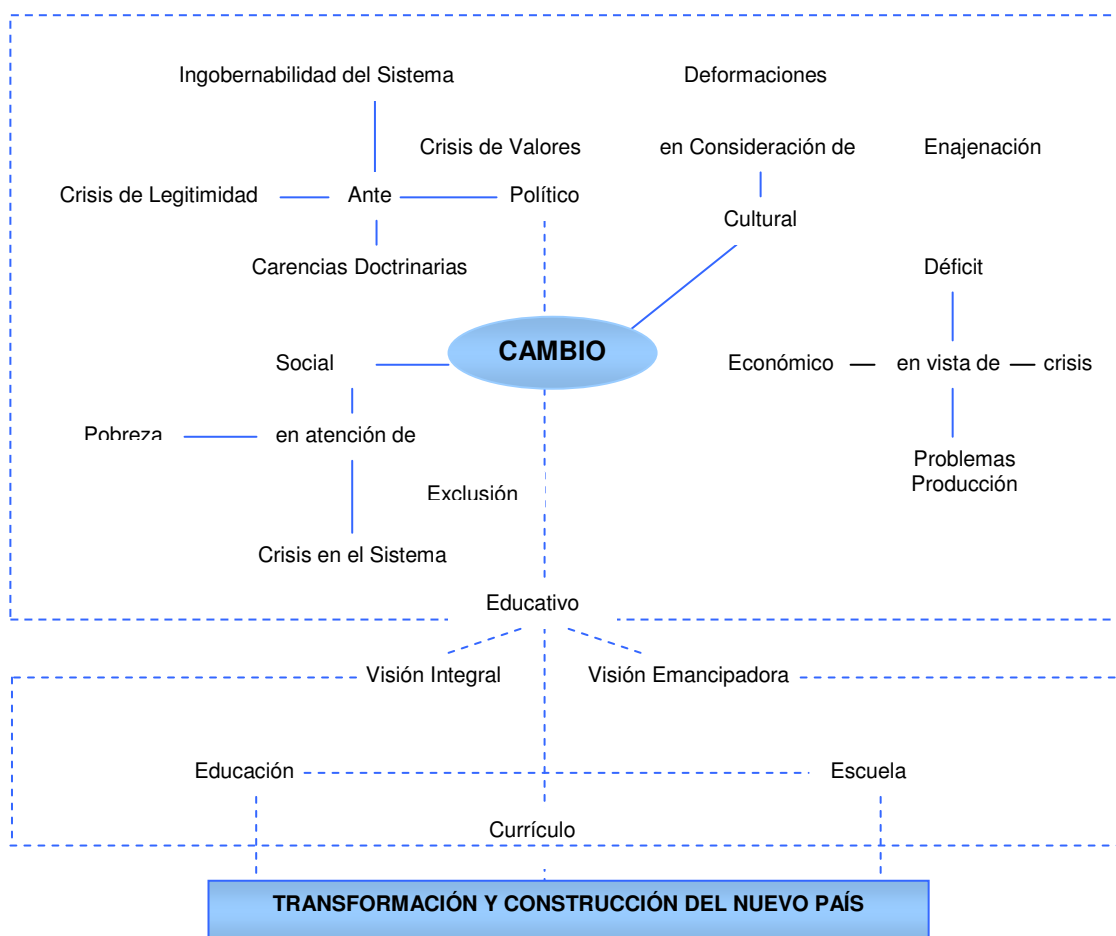 Ingobernabilidad del Sistema
Deformaciones
Crisis de Valores
en Consideración de
Enajenación
Crisis de Legitimidad
Ante
Político
Cultural
Carencias Doctrinarias
Déficit
CAMBIO
Social
Económico
en vista de
crisis
Pobreza
en atención de
Problemas
Producción
Exclusión
Crisis en el Sistema
Educativo
Visión Integral
Visión Emancipadora
Educación
Escuela
Currículo
TRANSFORMACIÓN Y CONSTRUCCIÓN DEL NUEVO PAÍS